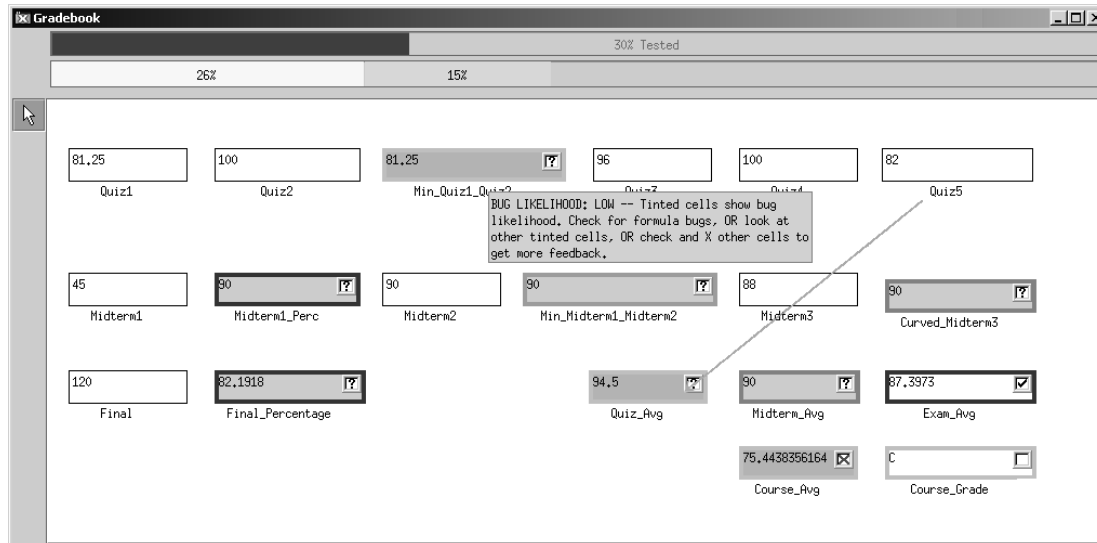 Gradebook
30% Tested
26% 15%
81.25 100 81.25 ? 96 100 82
Quiz1 Quiz2 Min_Quiz1_Quiz2 Quiz3 Quiz4 Quiz5
BUG LIKELIHOOD: LOW -- Tinted cells show bug
likelihood. Check for formula bugs, OR look at
other tinted cells, OR check and X other cells to
get more feedback.
45 90 ? 90 90 ? 88 90 ?
Midterm1 Midterm1_Perc Midterm2 Min_Midterm1_Midterm2 Midterm3 Curved_Midterm3
120 82.1918 ? 94.5 ? 90 ? 87.3973
Final Final_Percentage Quiz_Avg Midterm_Avg Exam_Avg
75.4438356164 C
Course_Avg Course_Grade